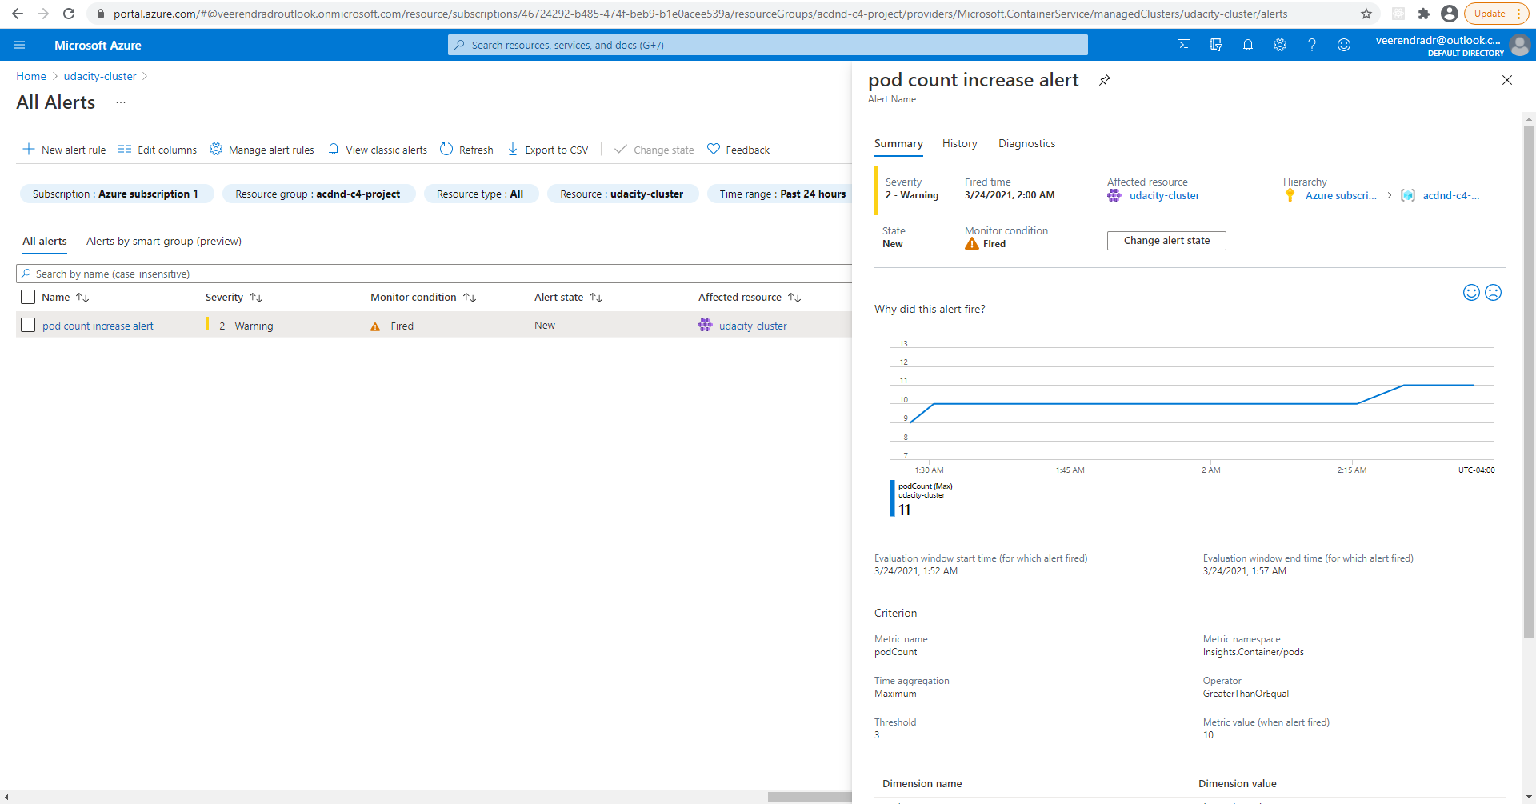 portal.azure.com/#@veerendradroutlook.onmicrosoft.com/resource/subscriptions/46724292-b485-474f-beb9-b1e0acee539a/resourceGroups/acdnd-c4-project/providers/Microsoft.ContainerService/managedClusters/udacity-cluster/alerts
Update
Microsoft Azure
Search resources, services, and docs (G+/)
veerendradr@outlook.c...
DEFAULT DIRECTORY
Home > udacity-cluster >
All Alerts ...
New alert rule Edit columns Manage alert rules View classic alerts Refresh Export to CSV Change state Feedback
Subscription : Azure subscription 1 Resource group : acdnd-c4-project Resource type : All Resource : udacity-cluster Time range : Past 24 hours
All alerts Alerts by smart group (preview)
Search by name (case insensitive)
Name ↑↓ Severity ↑↓ Monitor condition ↑↓ Alert state ↑↓ Affected resource ↑↓
pod count increase alert 2 Warning Fired New udacity cluster
pod count increase alert
Alert Name
Summary History Diagnostics
Severity Fired time Affected resource Hierarchy
2 - Warning 3/24/2021, 2:00 AM udacity-cluster Azure subscri... > acdnd-c4-...
State Monitor condition
New Fired Change alert state
Why did this alert fire?
3
12
11
0
9
8
7
1:30 AM 1:45 AM 2 AM 2:15 AM UTC-04:00
podCount (Max)
udacity-cluster
11
Evaluation window start time (for which alert fired) Evaluation window end time (for which alert fired)
3/24/2021, 1:52 AM 3/24/2021, 1:57 AM
Criterion
Metric name Metric namespace
podCount Insights.Container/pods
Time aggregation Operator
Maximum GreaterThanOrEqual
Threshold Metric value (when alert fired)
3 10
Dimension name Dimension value